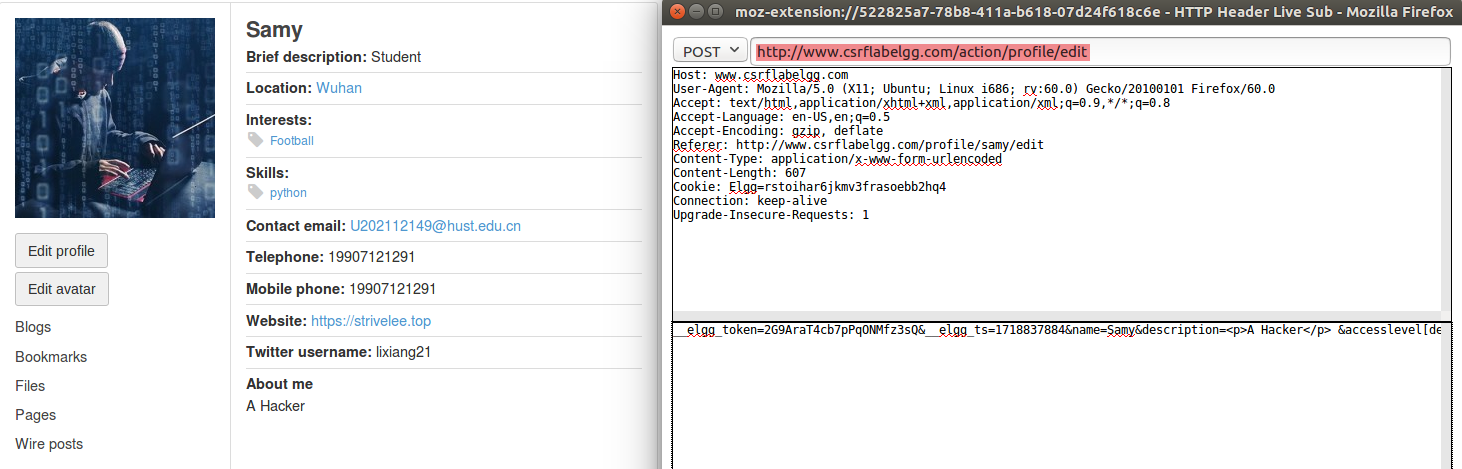 Samy
Brief description: Student
Location: Wuhan
Interests:
Football
Skills:
python
Contact email: U202112149@hust.edu.cn
Telephone: 19907121291
Mobile phone: 19907121291
Website: https://strivelee.top
Twitter username: lixiang21
About me
A Hacker
Edit profile
Edit avatar
Blogs
Bookmarks
Files
Pages
Wire posts
moz-extension://522825a7-78b8-411a-b618-07d24f618c6e - HTTP Header Live Sub - Mozilla Firefox
POST http://www.csrflabelgg.com/action/profile/edit
Host: www.csrflabelgg.com
User-Agent: Mozilla/5.0 (X11; Ubuntu; Linux i686; rv:60.0) Gecko/20100101 Firefox/60.0
Accept: text/html,application/xhtml+xml,application/xml;q=0.9,*/*;q=0.8
Accept-Language: en-US,en;q=0.5
Accept-Encoding: gzip, deflate
Referer: http://www.csrflabelgg.com/profile/samy/edit
Content-Type: application/x-www-form-urlencoded
Content-Length: 607
Cookie: Elgg=rstoihar6jkmv3frasoebb2hq4
Connection: keep-alive
Upgrade-Insecure-Requests: 1
__elgg_token=2G9AraT4cb7pPqONMfz3sQ&__elgg_ts=1718837884&name=Samy&description=<p>A Hacker</p> &accesslevel[de